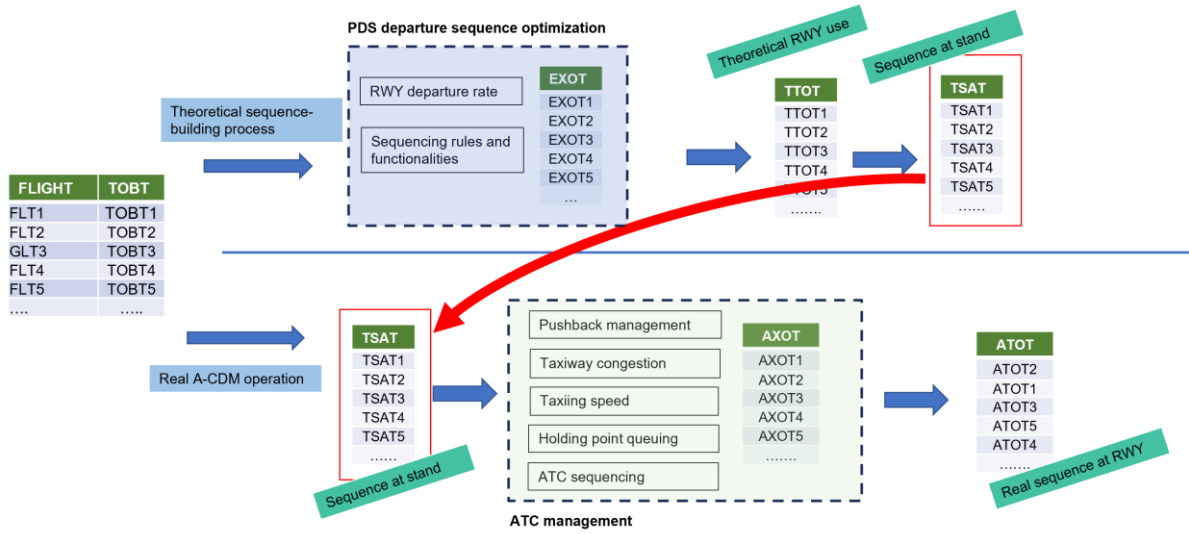 PDS departure sequence optimization
Theoretical RWY use
Sequence at stand
Theoretical sequence-
building process
RWY departure rate
Sequencing rules and
functionalities
EXOT
EXOT1
EXOT2
EXOT3
EXOT4
EXOT5
...
TTOT
TTOT1
TTOT2
TTOT3
TTOT4
TTOT5
.......
TSAT
TSAT1
TSAT2
TSAT3
TSAT4
TSAT5
......
FLIGHT TOBT
FLT1 TOBT1
FLT2 TOBT2
GLT3 TOBT3
FLT4 TOBT4
FLT5 TOBT5
.... .....
Real A-CDM operation
TSAT
TSAT1
TSAT2
TSAT3
TSAT4
TSAT5
......
Sequence at stand
Pushback management
Taxiway congestion
Taxiing speed
Holding point queuing
ATC sequencing
AXOT
AXOT1
AXOT2
AXOT3
AXOT4
AXOT5
.......
ATC management
ATOT
ATOT2
ATOT1
ATOT3
ATOT5
ATOT4
.......
Real sequence at RWY